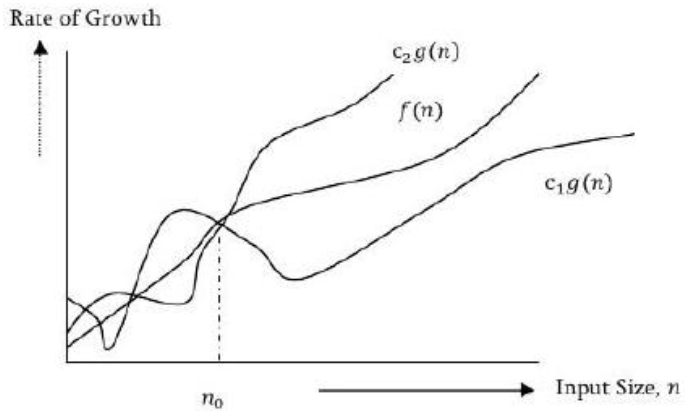 Rate of Growth
c₂g(n)
f(n)
c₁g(n)
n₀
Input Size, n